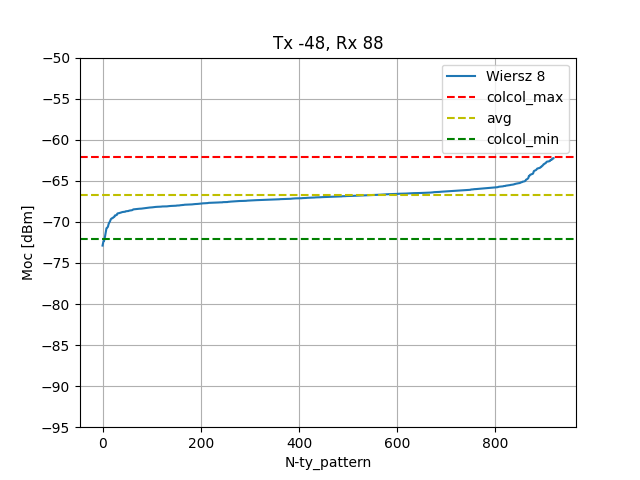 Tx -48, Rx 88
Wiersz 8
colcol_max
avg
colcol_min
Moc [dBm]
−50
−55
−60
−65
−70
−75
−80
−85
−90
−95
0 200 400 600 800
N-ty_pattern